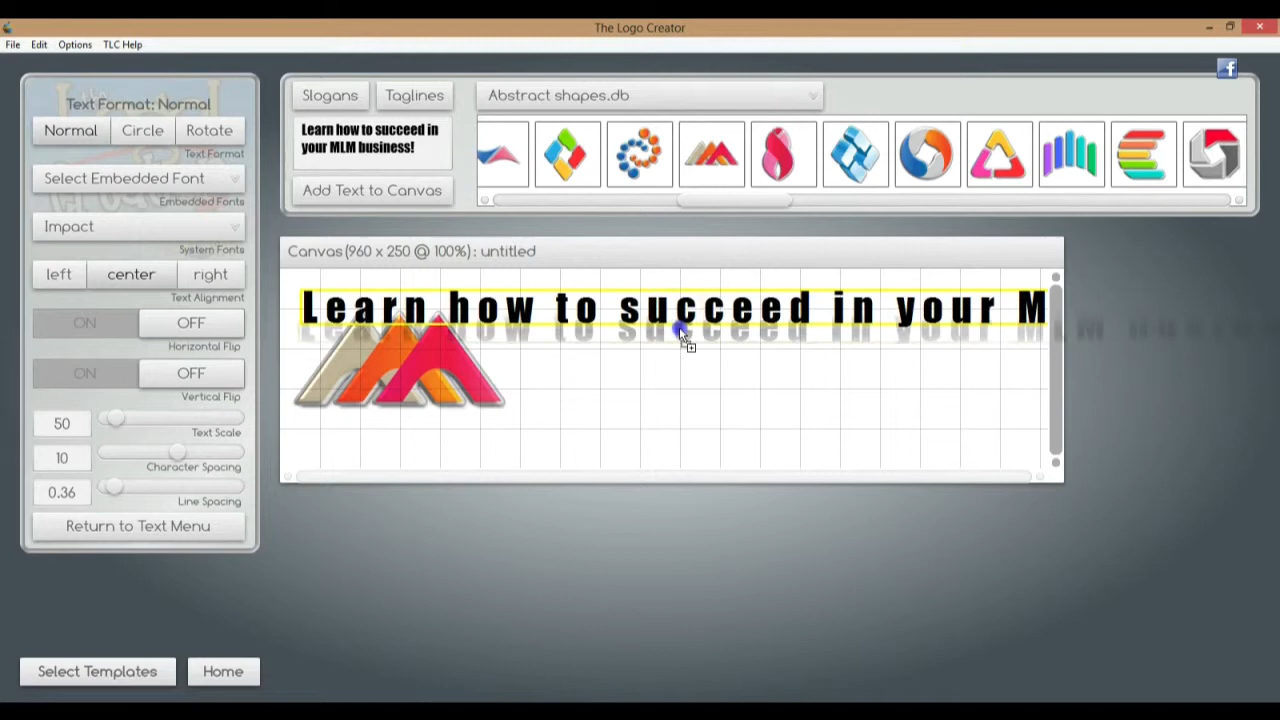 The Logo Creator
File Edit Options TLC Help
f
Text Format: Normal
Normal Circle Rotate
Text Format
Select Embedded Font
Embedded Fonts
Impact
System Fonts
left center right
Text Alignment
ON OFF
Horizontal Flip
ON OFF
Vertical Flip
50
Text Scale
10
Character Spacing
0.36
Line Spacing
Return to Text Menu
Slogans Taglines
Abstract shapes.db
Learn how to succeed in
your MLM business!
Add Text to Canvas
Canvas (960 x 250 @ 100%) : untitled
Learn how to succeed in your M
Select Templates Home